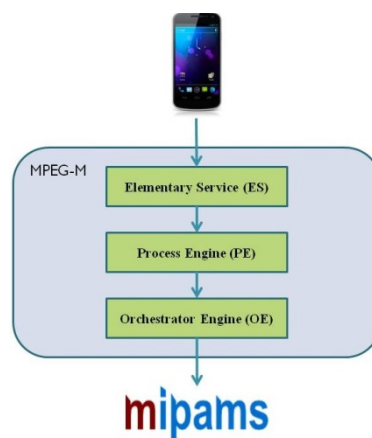 MPEG-M
Elementary Service (ES)
Process Engine (PE)
Orchestrator Engine (OE)
mipams